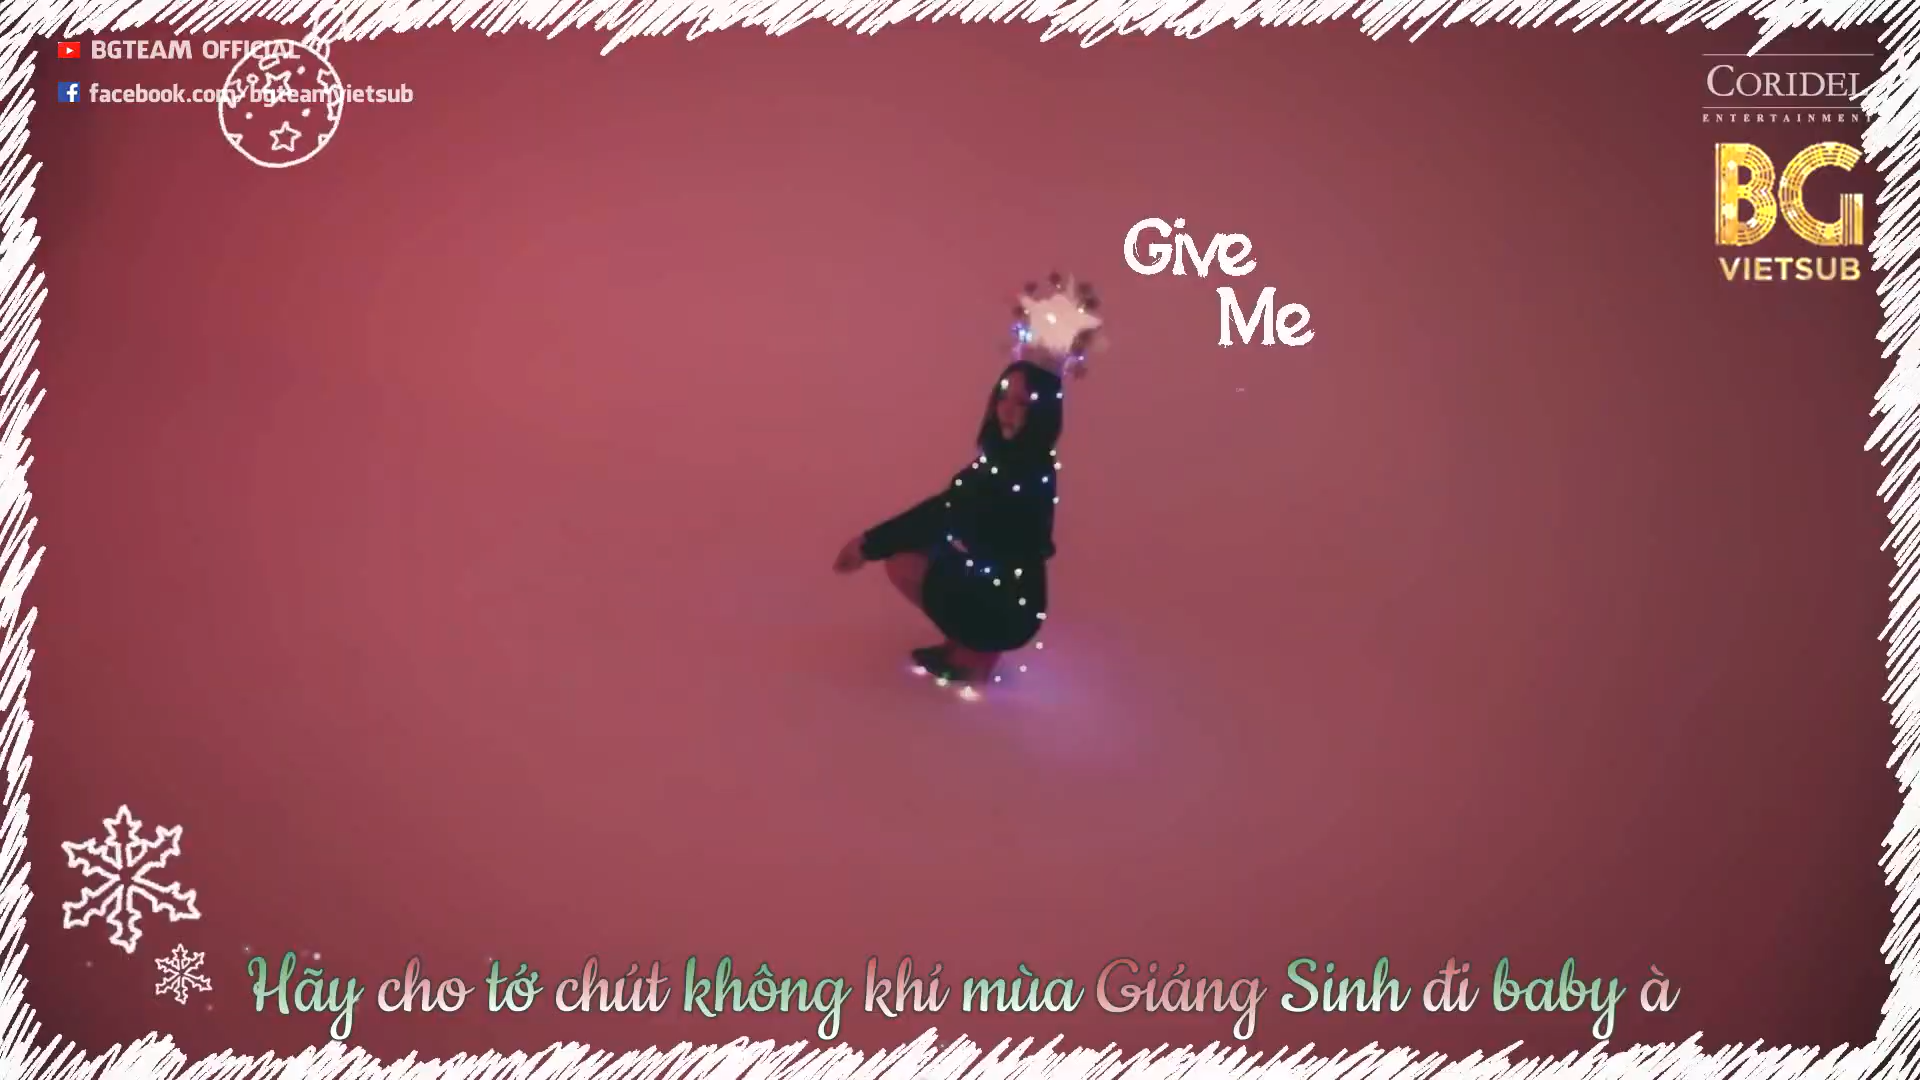 BGTEAM OFFICIAL
facebook.com/bgteamvietsub
CORIDEL
ENTERTAINMENT
BG
VIETSUB
Give
Me
Hãy cho tớ chút không khí mùa Giáng Sinh đi baby à